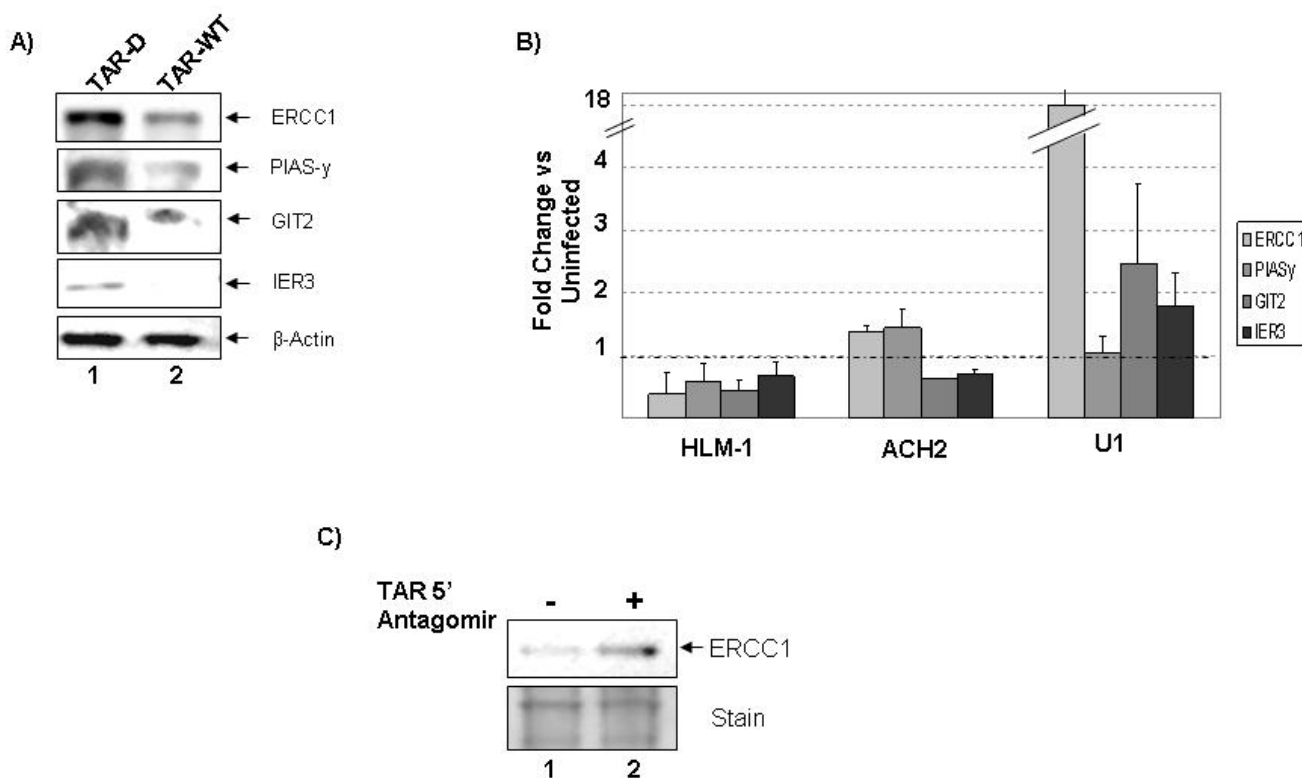 A)
TAR-D TAR-WT
ERCC1
PIAS-y
GIT2
IER3
β-Actin
1 2
B)
Fold Change vs
Uninfected
18
4
3
2
1
HLM-1 ACH2 U1
ERCC1
PIASy
GIT2
IER3
C)
TAR 5'
Antagomir
- +
ERCC1
Stain
1 2